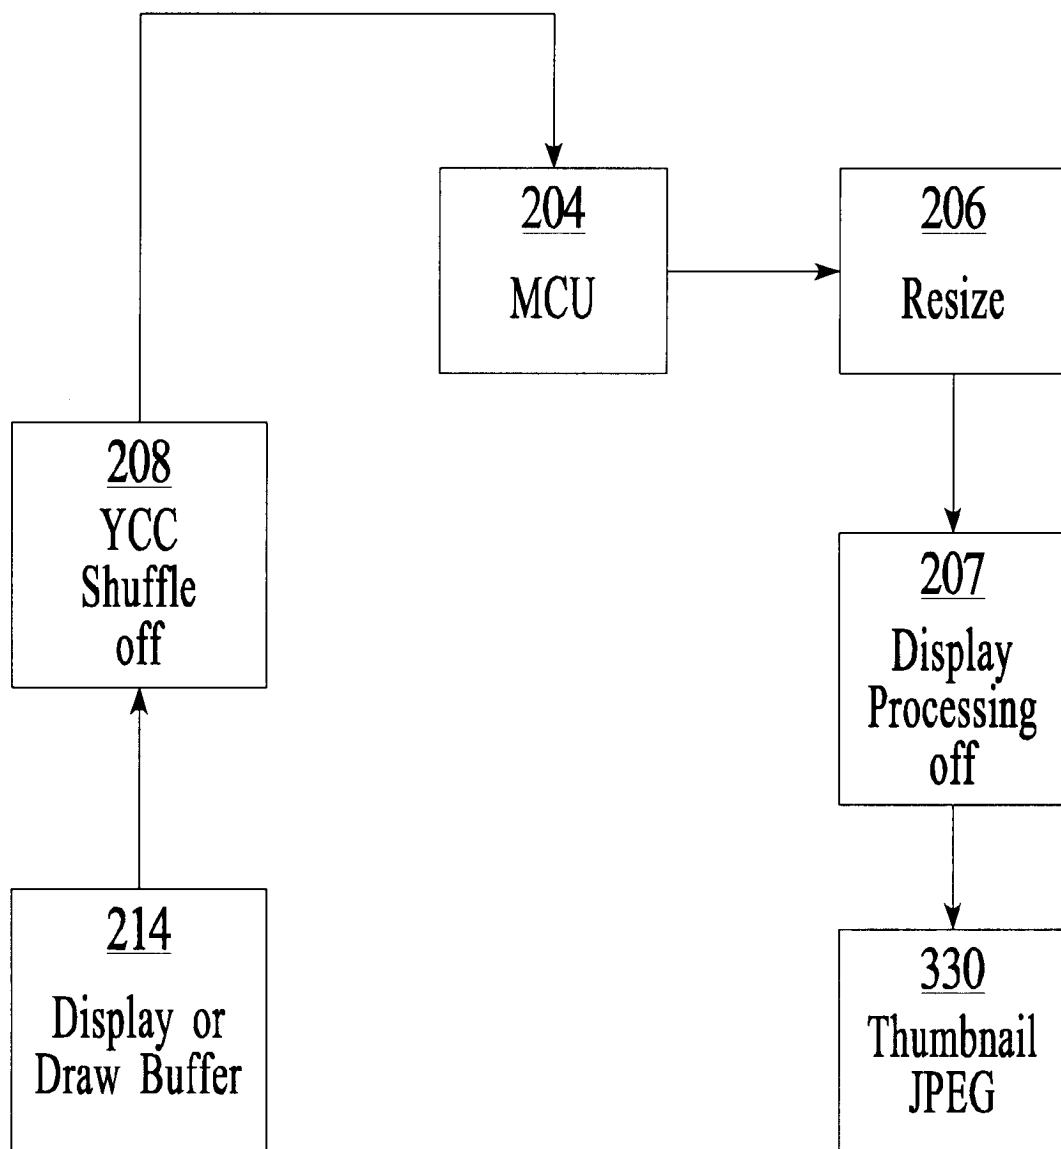 204
MCU
206
Resize
208
YCC
Shuffle
off
207
Display
Processing
off
214
Display or
Draw Buffer
330
Thumbnail
JPEG